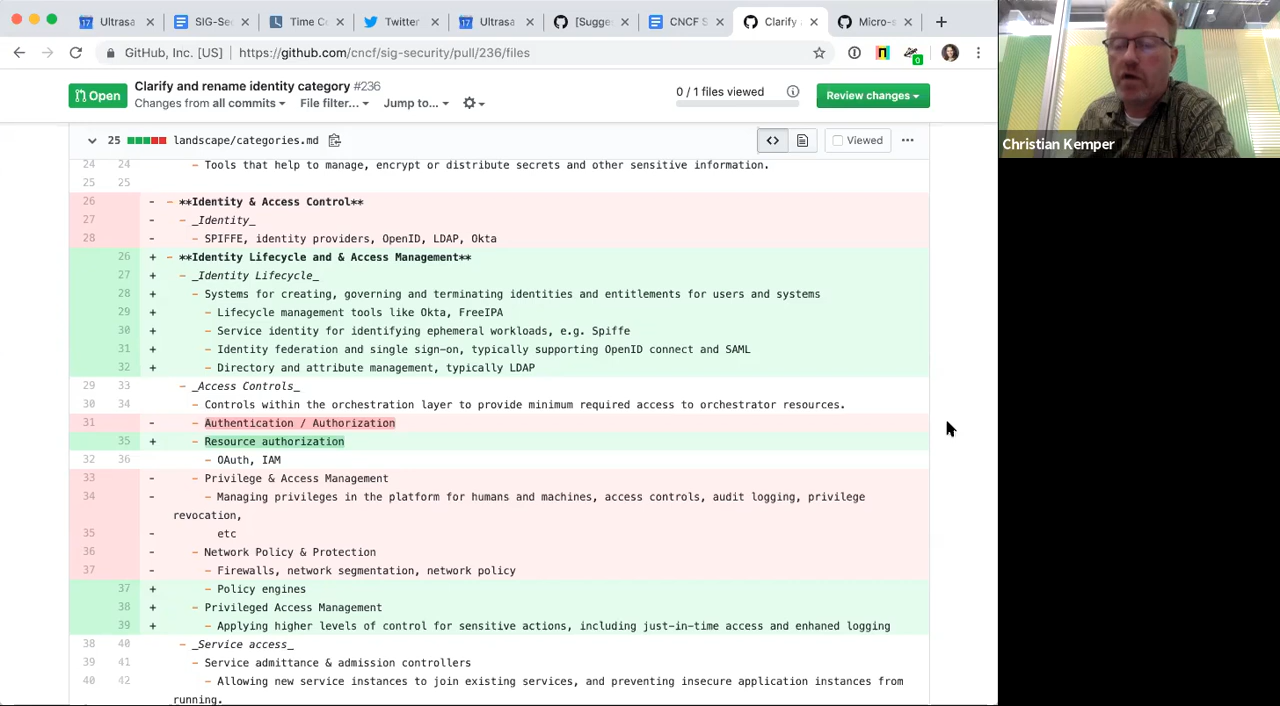 Ultrasa
SIG-Se
Time C
Twitter
Ultrasa
[Sugge
CNCF S
Clarify
Micro-s
GitHub, Inc. [US]
https://github.com/cncf/sig-security/pull/236/files
0
Open
Clarify and rename identity category #236
Changes from all commits
File filter...
Jump to...
0 / 1 files viewed
Review changes
25
landscape/categories.md
Viewed
24 24 - Tools that help to manage, encrypt or distribute secrets and other sensitive information.
25 25
26 - - **Identity & Access Control**
27 - - _Identity_
28 - - SPIFFE, identity providers, OpenID, LDAP, Okta
26 + - **Identity Lifecycle and & Access Management**
27 + - _Identity Lifecycle_
28 + - Systems for creating, governing and terminating identities and entitlements for users and systems
29 + - Lifecycle management tools like Okta, FreeIPA
30 + - Service identity for identifying ephemeral workloads, e.g. Spiffe
31 + - Identity federation and single sign-on, typically supporting OpenID connect and SAML
32 + - Directory and attribute management, typically LDAP
29 33 - _Access Controls_
30 34 - Controls within the orchestration layer to provide minimum required access to orchestrator resources.
31 - - Authentication / Authorization
35 + - Resource authorization
32 36 - OAuth, IAM
33 - - Privilege & Access Management
34 - - Managing privileges in the platform for humans and machines, access controls, audit logging, privilege
revocation,
35 - etc
36 - - Network Policy & Protection
37 - - Firewalls, network segmentation, network policy
37 + - Policy engines
38 + - Privileged Access Management
39 + - Applying higher levels of control for sensitive actions, including just-in-time access and enhaned logging
38 40 - _Service access_
39 41 - Service admittance & admission controllers
40 42 - Allowing new service instances to join existing services, and preventing insecure application instances from
running.
Christian Kemper